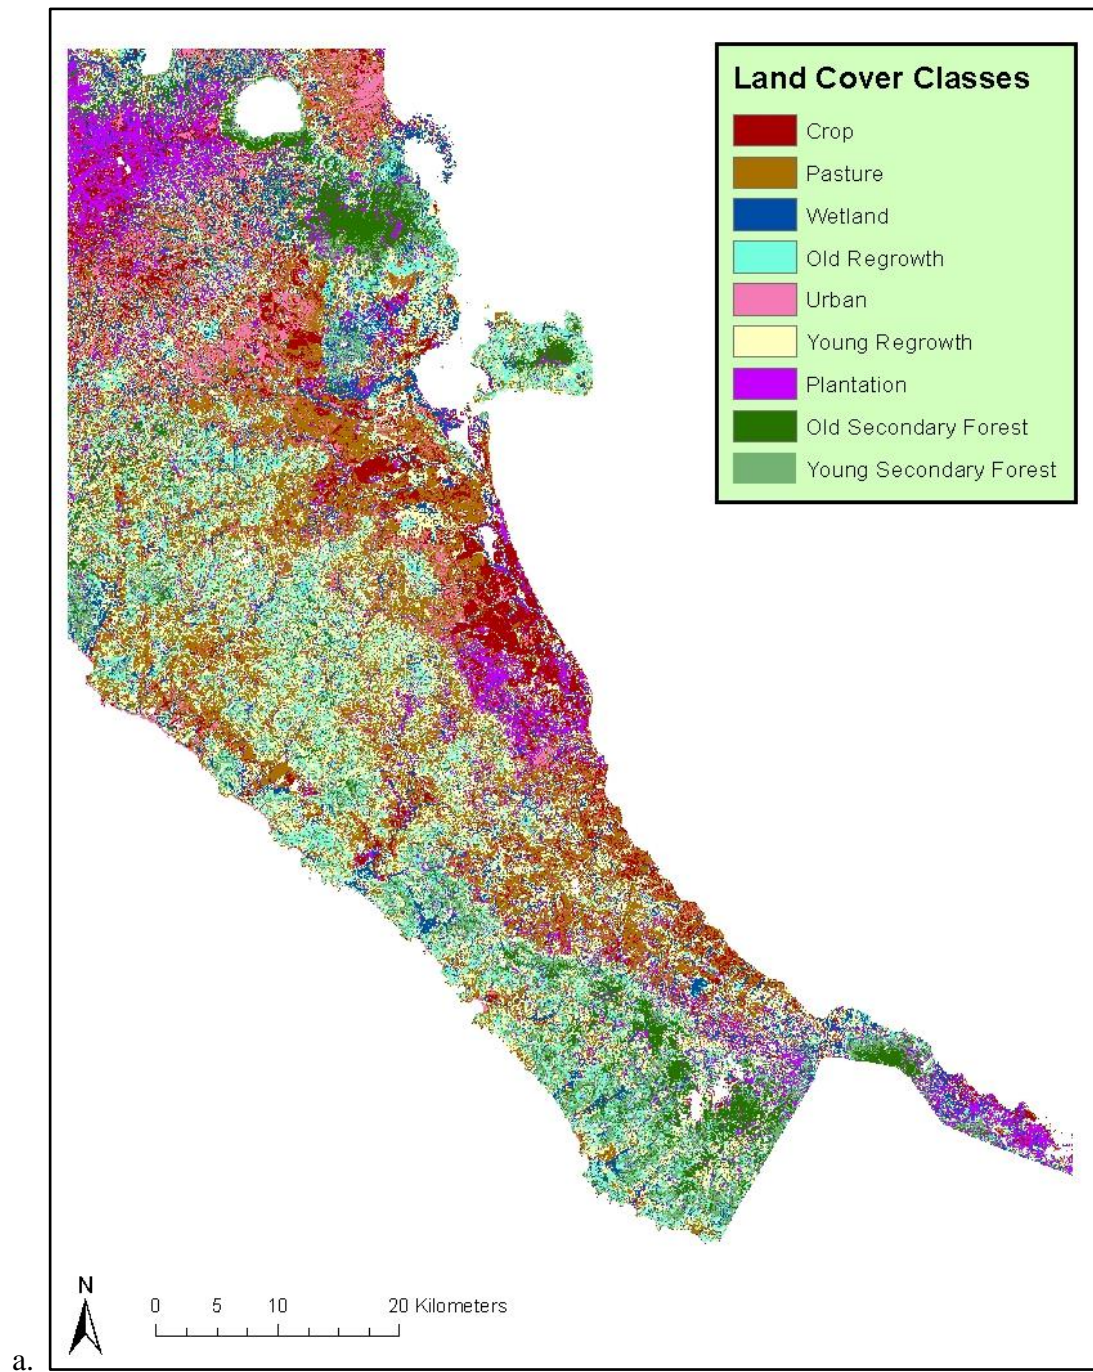 Land Cover Classes
Crop
Pasture
Wetland
Old Regrowth
Urban
Young Regrowth
Plantation
Old Secondary Forest
Young Secondary Forest
N
0 5 10 20 Kilometers
a.